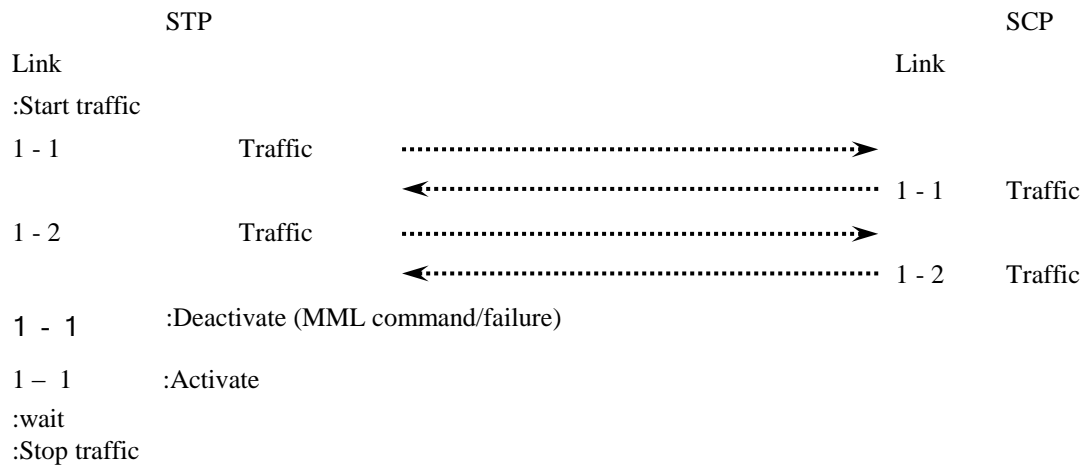 STP SCP
Link Link
:Start traffic
1 - 1 Traffic
1 - 1 Traffic
1 - 2 Traffic
1 - 2 Traffic
1 - 1 :Deactivate (MML command/failure)
1 – 1 :Activate
:wait
:Stop traffic